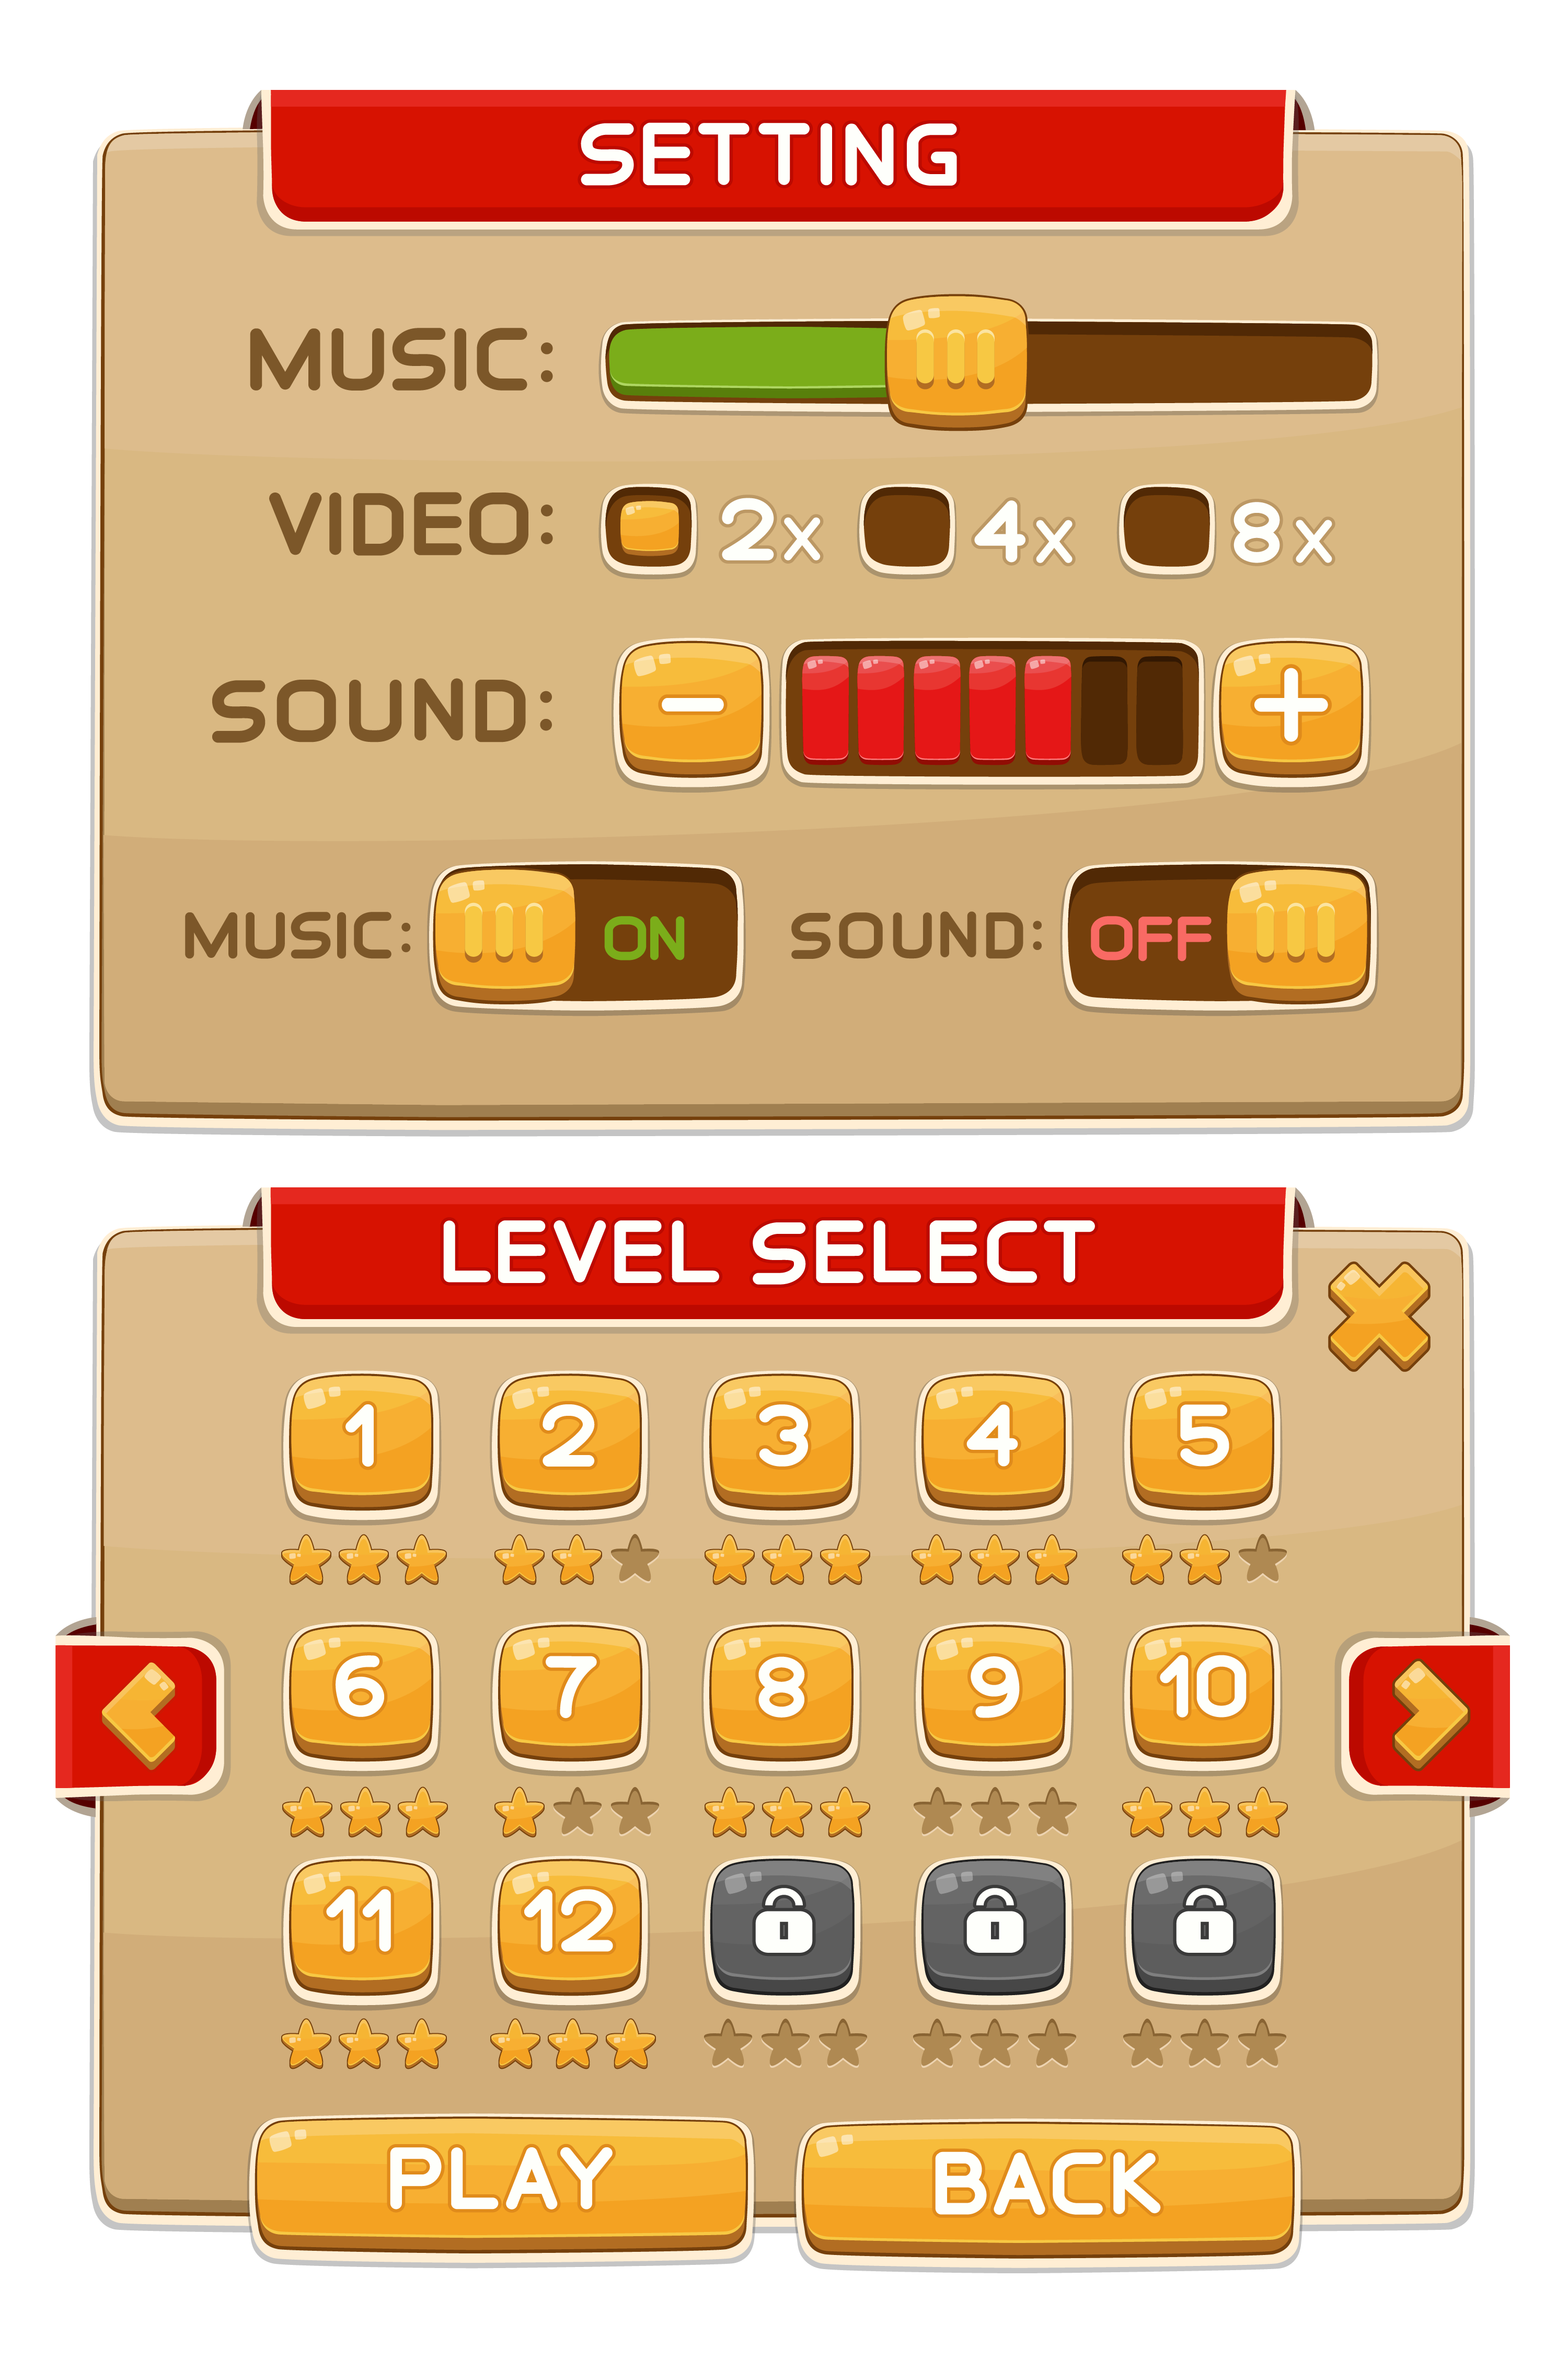 SETTING
MUSIC:
VIDEO: 2x 4x 8x
SOUND: - +
MUSIC: ON SOUND: OFF
LEVEL SELECT
1 2 3 4 5
6 7 8 9 10
11 12
PLAY BACK